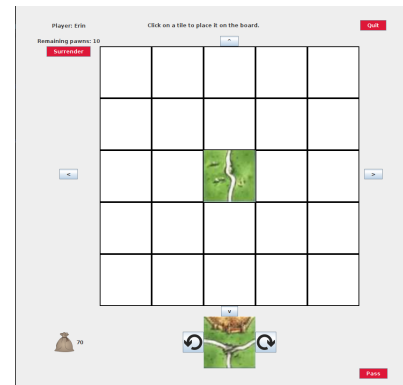 Player: Erin
Click on a tile to place it on the board.
Quit
Remaining pawns: 10
^
Surrender
<
>
v
70
Pass